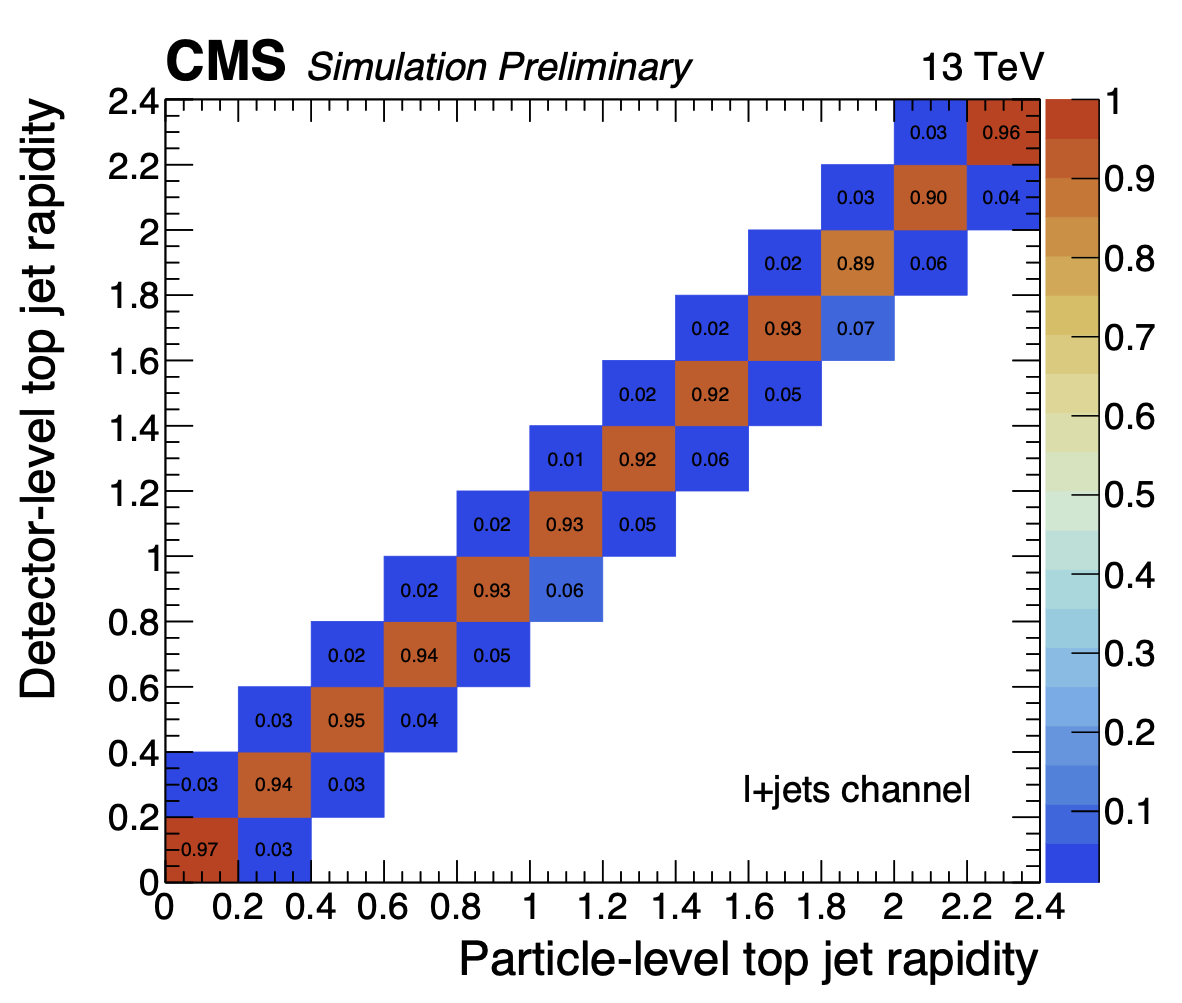 CMS Simulation Preliminary 13 TeV
Detector-level top jet rapidity
2.4 0.03 0.96 1
2.2 0.03 0.90 0.04 0.9
2 0.02 0.89 0.06 0.8
1.8 0.02 0.93 0.07 0.7
1.6 0.02 0.92 0.05 0.6
1.4 0.01 0.92 0.06 0.5
1.2 0.02 0.93 0.05 0.4
1 0.02 0.93 0.06 0.3
0.8 0.02 0.94 0.05 0.2
0.6 0.03 0.95 0.04 0.1
0.4 0.03 0.94 0.03 l+jets channel
0.2 0.97 0.03
0
0 0.2 0.4 0.6 0.8 1 1.2 1.4 1.6 1.8 2 2.2 2.4
Particle-level top jet rapidity